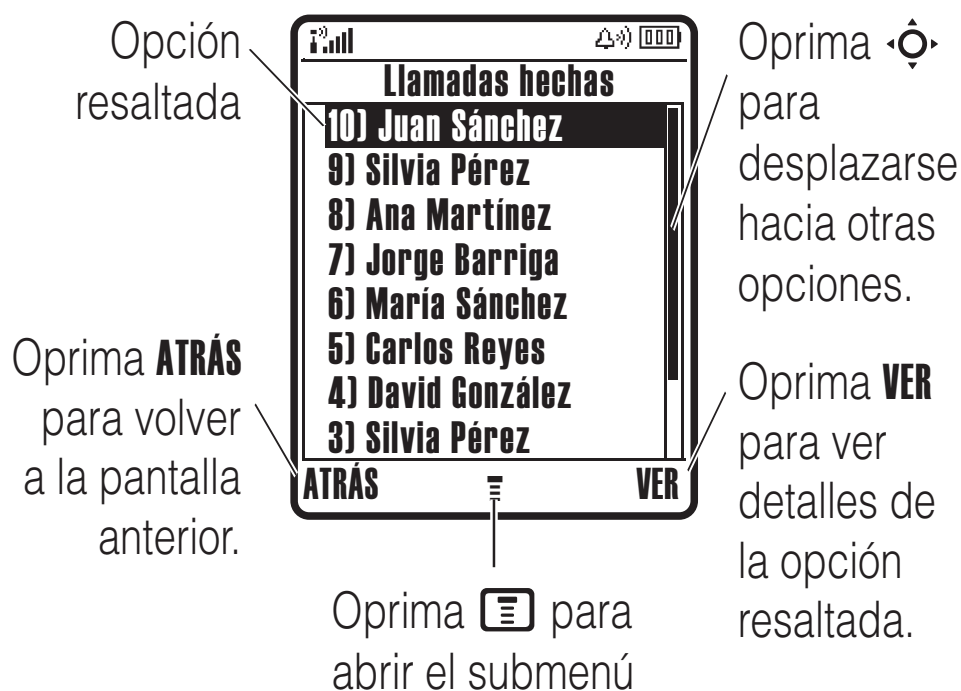 Opción
resaltada
Llamadas hechas
10) Juan Sánchez
9) Silvia Pérez
8) Ana Martínez
7) Jorge Barriga
6) María Sánchez
5) Carlos Reyes
4) David González
3) Silvia Pérez
ATRÁS
VER
Oprima
para
desplazarse
hacia otras
opciones.
Oprima ATRÁS
para volver
a la pantalla
anterior.
Oprima VER
para ver
detalles de
la opción
resaltada.
Oprima para
abrir el submenú